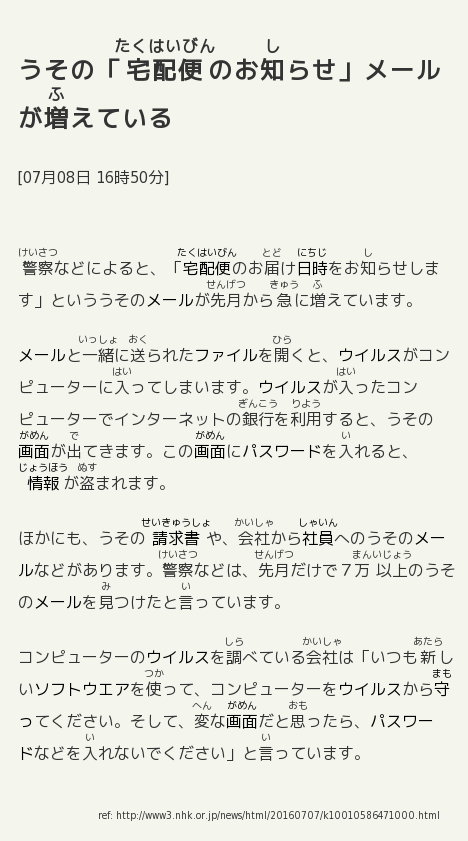 たくはいびん し
うその「宅配便のお知らせ」メール
ふ
が増えている
[07月08日 16時50分]
けいさつ たくはいびん とど にちじ し
警察などによると、「宅配便のお届け日時をお知らせしま
せんげつ きゅう ふ
す」といううそのメールが先月から急に増えています。
いっしょ おく ひら
メールと一緒に送られたファイルを開くと、ウイルスがコン
はい はい
ピューターに入ってしまいます。ウイルスが入ったコン
ぎんこう りよう
ピューターでインターネットの銀行を利用すると、うその
がめん で がめん い
画面が出てきます。この画面にパスワードを入れると、
じょうほう ぬす
情報が盗まれます。
せいきゅうしょ かいしゃ しゃいん
ほかにも、うその請求書や、会社から社員へのうそのメー
けいさつ せんげつ まんいじょう
ルなどがあります。警察などは、先月だけで７万以上のうそ
み い
のメールを見つけたと言っています。
しら かいしゃ あたら
コンピューターのウイルスを調べている会社は「いつも新し
つか まも
いソフトウエアを使って、コンピューターをウイルスから守
へん がめん おも
ってください。そして、変な画面だと思ったら、パスワー
い い
ドなどを入れないでください」と言っています。
ref: http://www3.nhk.or.jp/news/html/20160707/k10010586471000.html